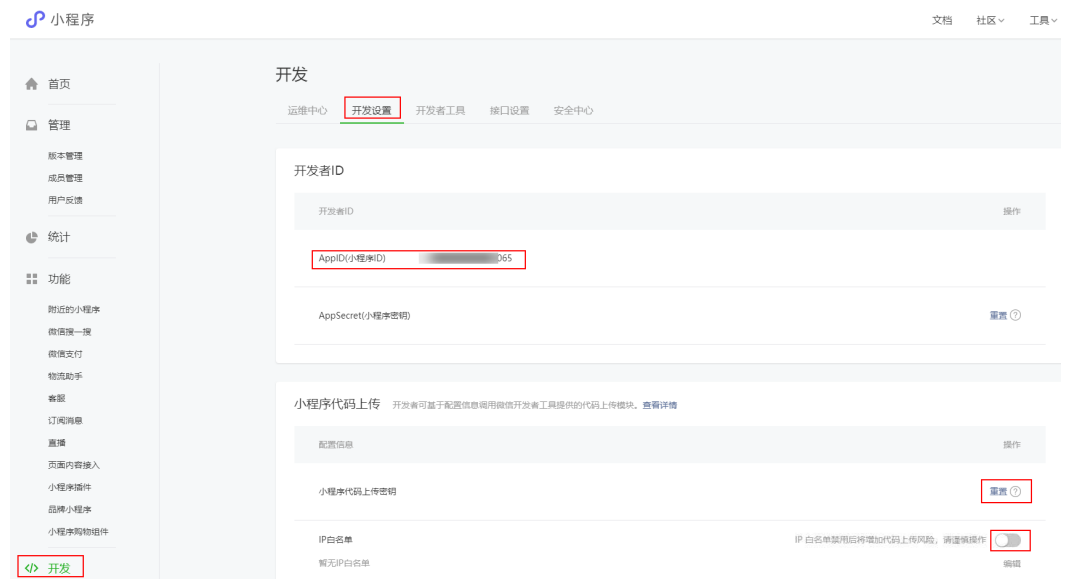 小程序
文档 社区 工具
首页
管理
版本管理
成员管理
用户反馈
统计
功能
附近的小程序
微信搜一搜
微信支付
物流助手
客服
订阅消息
直播
页面内容接入
小程序插件
品牌小程序
小程序购物组件
</> 开发
开发
运维中心 开发设置 开发者工具 接口设置 安全中心
开发者ID
开发者ID 操作
AppID(小程序ID) 065
AppSecret(小程序密钥) 重置 ?
小程序代码上传 开发者可基于配置信息调用微信开发者工具提供的代码上传模块。查看详情
配置信息 操作
小程序代码上传密钥 重置 ?
IP白名单 IP 白名单禁用后将增加代码上传风险，请谨慎操作
暂无IP白名单 编辑